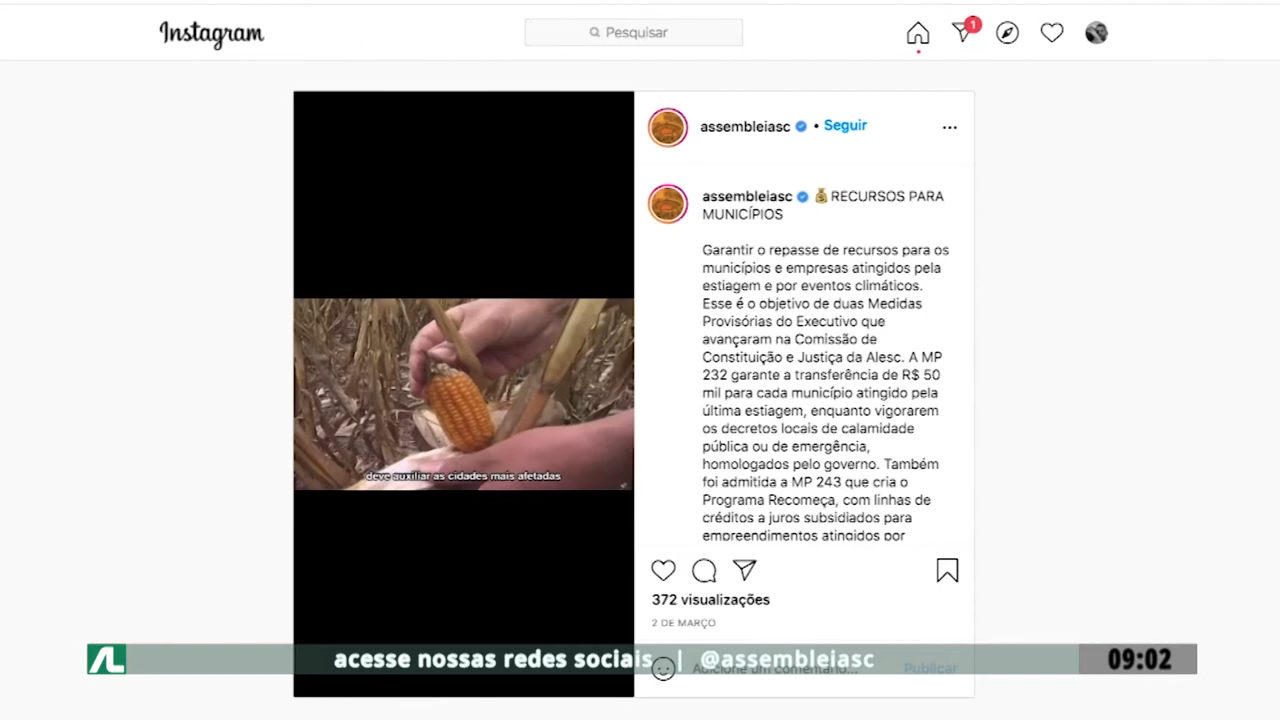 Instagram
Pesquisar
1
assembleiasc • Seguir
assembleiasc 💰RECURSOS PARA
MUNICÍPIOS
Garantir o repasse de recursos para os
municípios e empresas atingidos pela
estiagem e por eventos climáticos.
Esse é o objetivo de duas Medidas
Provisórias do Executivo que
avançaram na Comissão de
Constituição e Justiça da Alesc. A MP
232 garante a transferência de R$ 50
mil para cada município atingido pela
última estiagem, enquanto vigorarem
os decretos locais de calamidade
pública ou de emergência,
homologados pelo governo. Também
foi admitida a MP 243 que cria o
Programa Recomeça, com linhas de
créditos a juros subsidiados para
empreendimentos atingidos por
deve auxiliar as cidades mais afetadas
372 visualizações
2 DE MARÇO
Adicione um comentário...
Publicar
AL
acesse nossas redes sociais | @assembleiasc
09:02